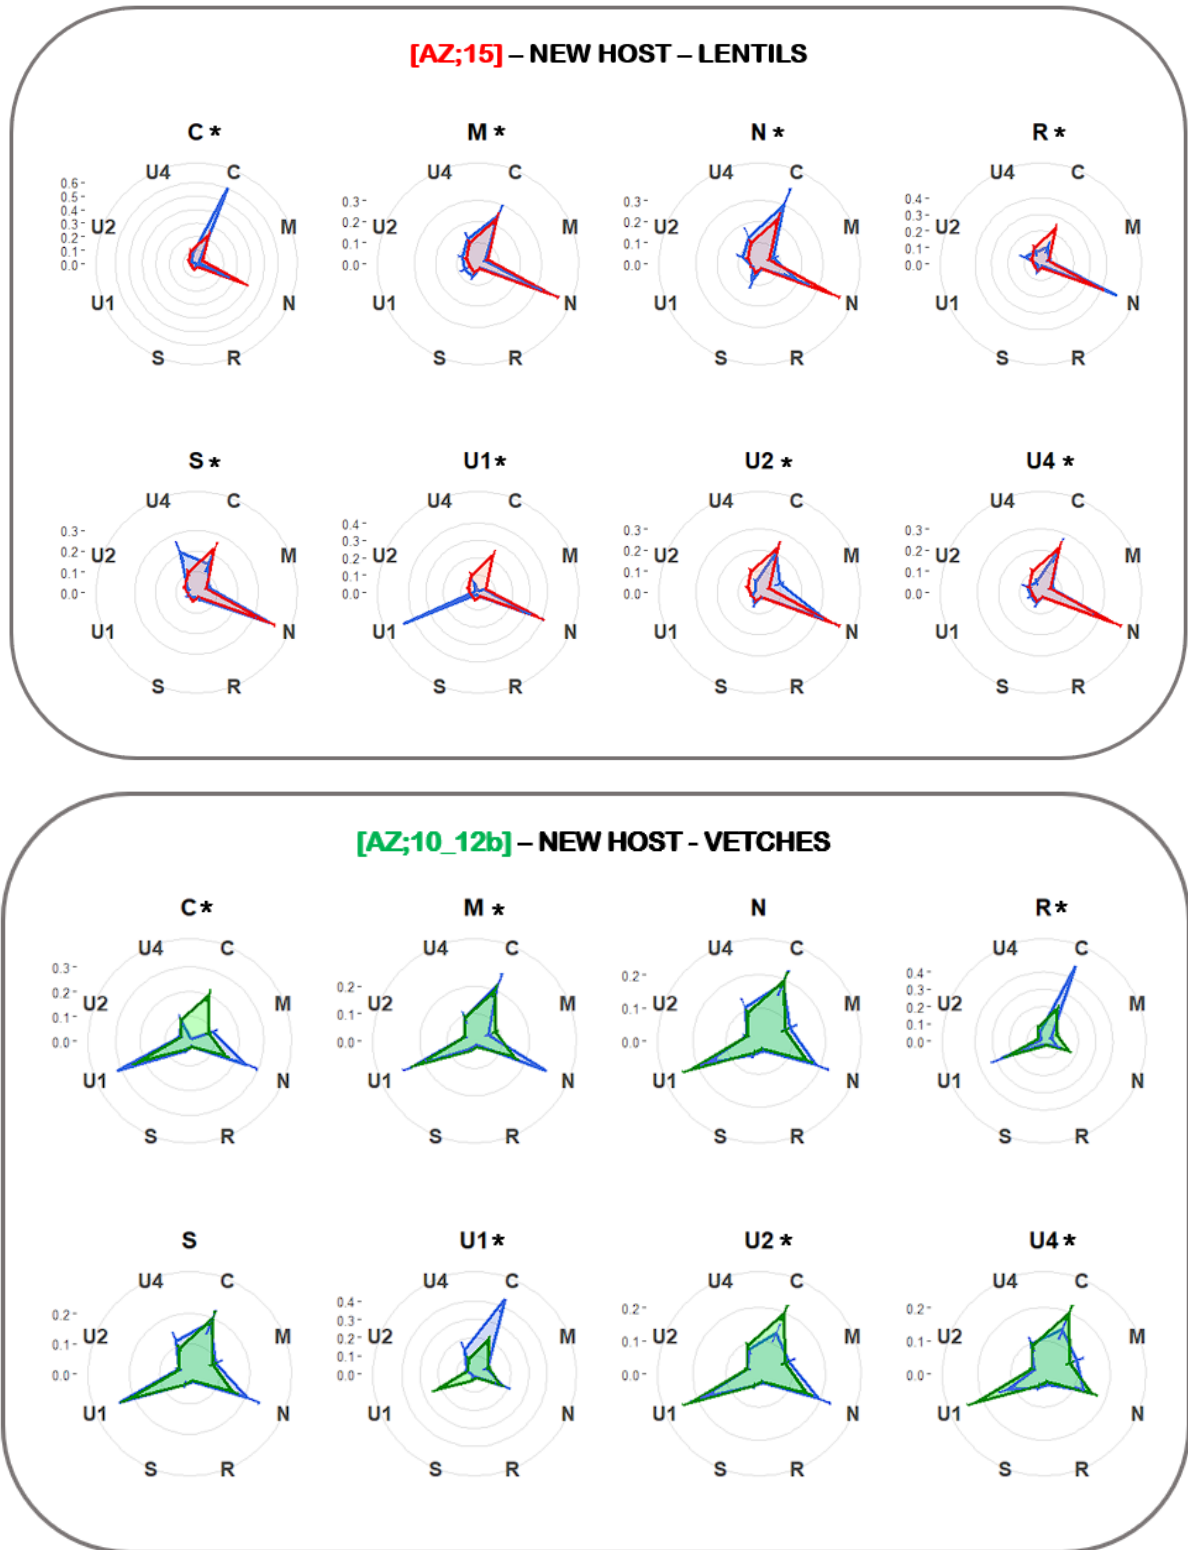 [AZ;15] – NEW HOST – LENTILS
C * M * N * R *
U4 C U4 C U4 C U4 C
0.6 0.5 0.4 0.3 0.2 0.1 0.0 0.3 0.2 0.1 0.0 0.3 0.2 0.1 0.0 0.4 0.3 0.2 0.1 0.0
U2 M U2 M U2 M U2 M
U1 N U1 N U1 N U1 N
S R S R S R S R
S * U1 * U2 * U4 *
U4 C U4 C U4 C U4 C
0.3 0.2 0.1 0.0 0.4 0.3 0.2 0.1 0.0 0.3 0.2 0.1 0.0 0.3 0.2 0.1 0.0
U2 M U2 M U2 M U2 M
U1 N U1 N U1 N U1 N
S R S R S R S R
[AZ;10_12b] – NEW HOST - VETCHES
C * M * N R *
U4 C U4 C U4 C U4 C
0.3 0.2 0.1 0.0 0.2 0.1 0.0 0.2 0.1 0.0 0.4 0.3 0.2 0.1 0.0
U2 M U2 M U2 M U2 M
U1 N U1 N U1 N U1 N
S R S R S R S R
S U1 * U2 * U4 *
U4 C U4 C U4 C U4 C
0.2 0.1 0.0 0.4 0.3 0.2 0.1 0.0 0.2 0.1 0.0 0.2 0.1 0.0
U2 M U2 M U2 M U2 M
U1 N U1 N U1 N U1 N
S R S R S R S R